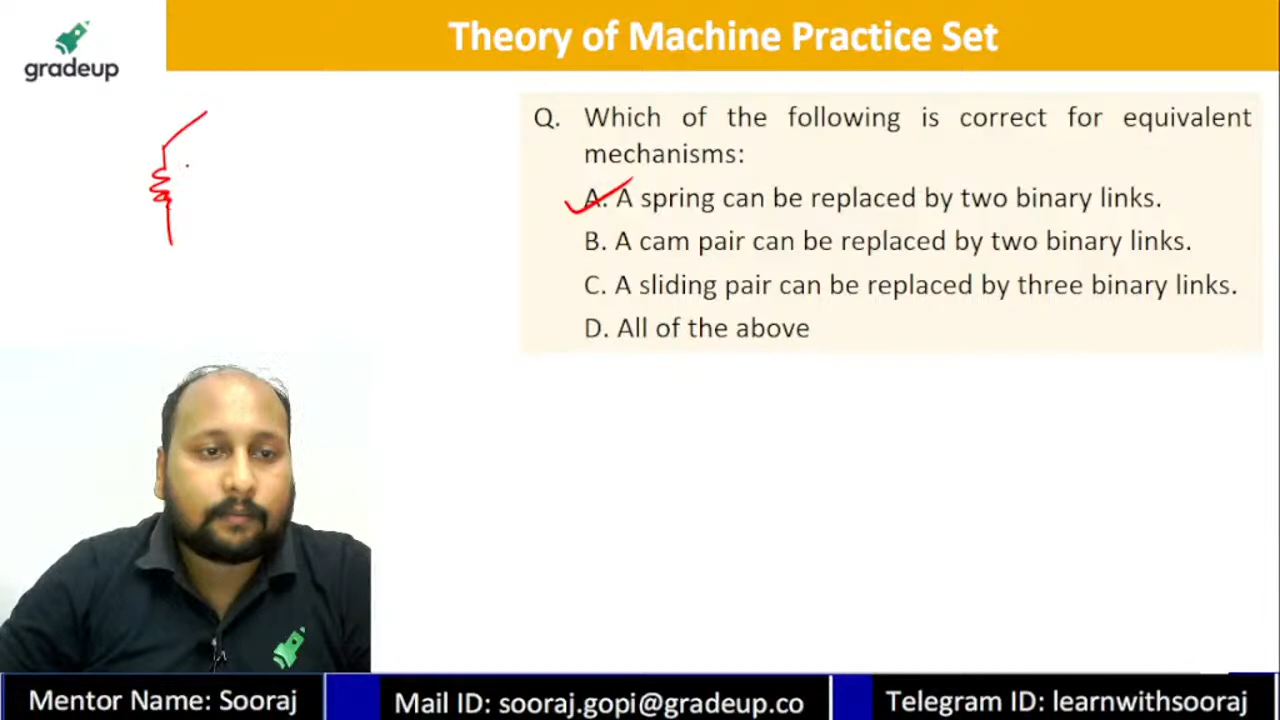 Theory of Machine Practice Set
gradeup
Q. Which of the following is correct for equivalent
mechanisms:
A. A spring can be replaced by two binary links.
B. A cam pair can be replaced by two binary links.
C. A sliding pair can be replaced by three binary links.
D. All of the above
Mentor Name: Sooraj
Mail ID: sooraj.gopi@gradeup.co
Telegram ID: learnwithsooraj